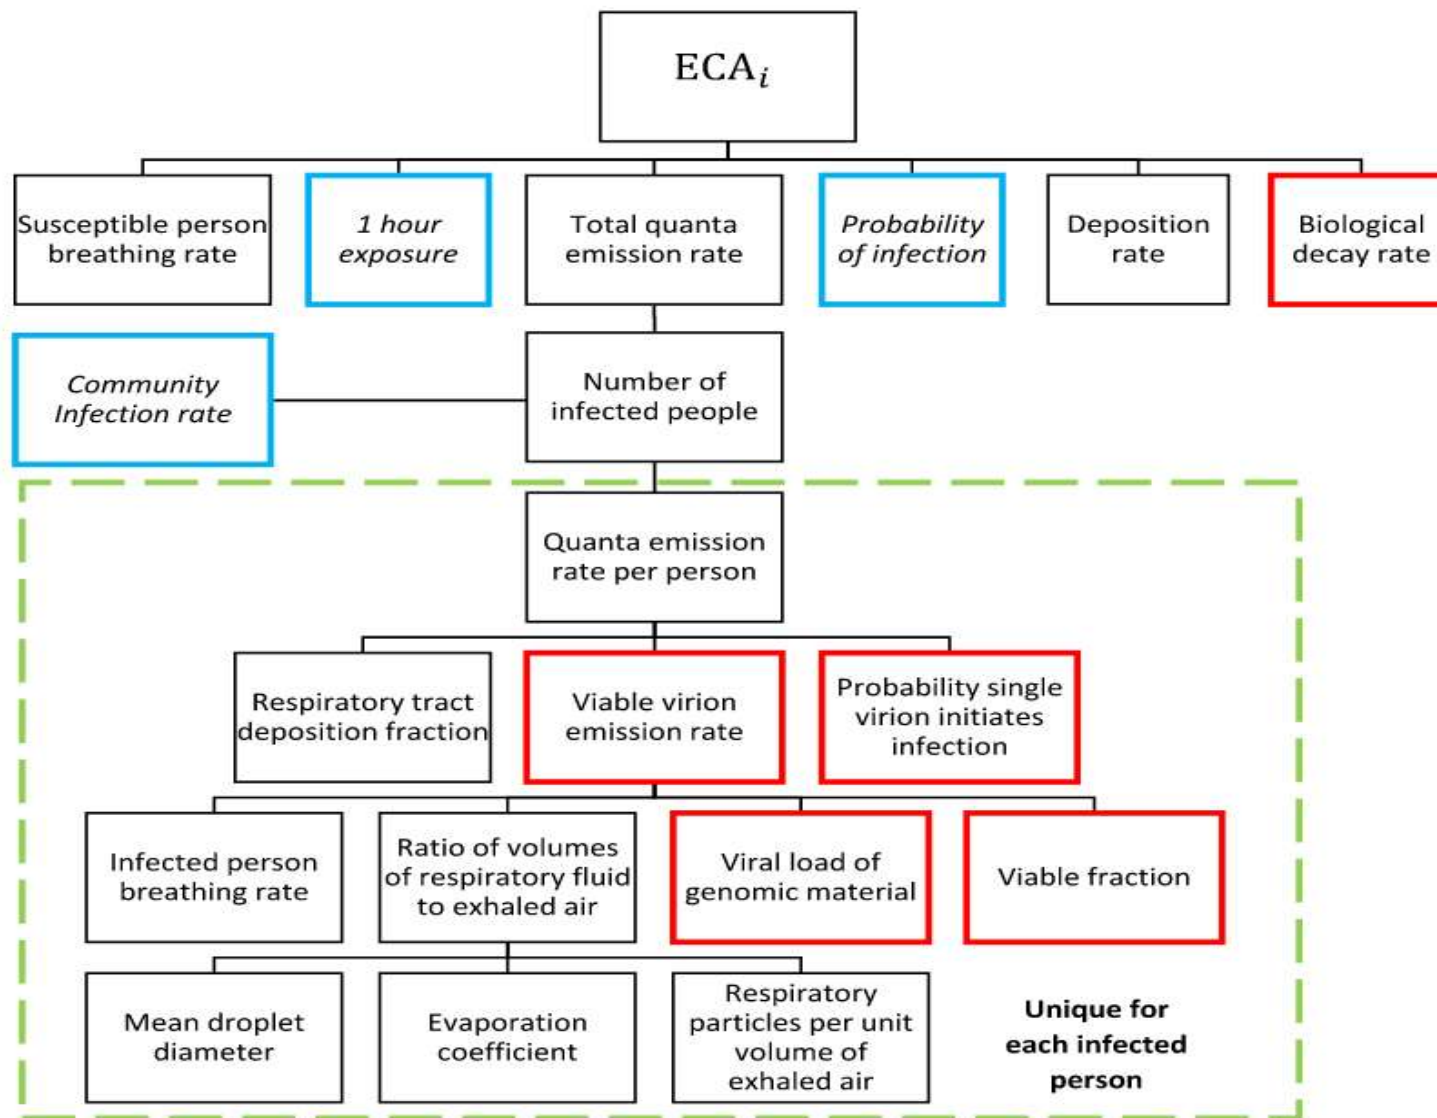 ECAᵢ
Susceptible person
breathing rate
1 hour
exposure
Total quanta
emission rate
Probability
of infection
Deposition
rate
Biological
decay rate
Community
Infection rate
Number of
infected people
Quanta emission
rate per person
Respiratory tract
deposition fraction
Viable virion
emission rate
Probability single
virion initiates
infection
Infected person
breathing rate
Ratio of volumes
of respiratory fluid
to exhaled air
Viral load of
genomic material
Viable fraction
Mean droplet
diameter
Evaporation
coefficient
Respiratory
particles per unit
volume of
exhaled air
Unique for
each infected
person